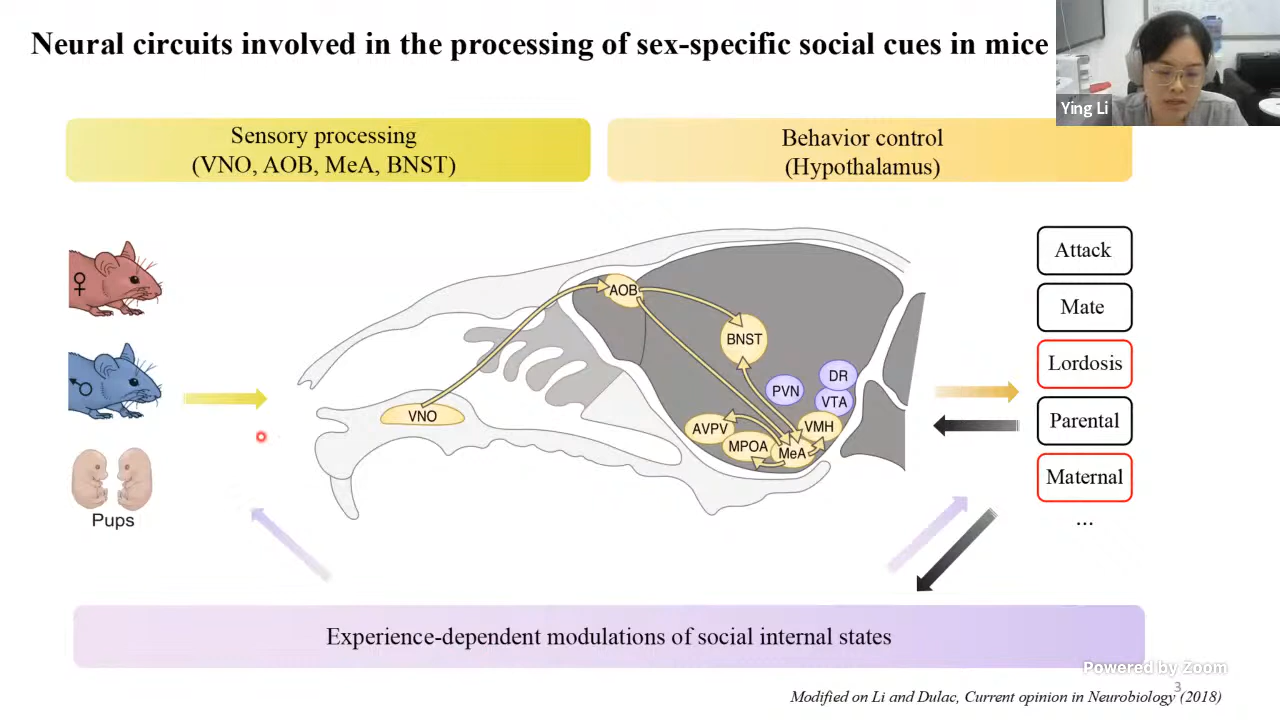 Neural circuits involved in the processing of sex-specific social cues in mice
Ying Li
Sensory processing
(VNO, AOB, MeA, BNST)
Behavior control
(Hypothalamus)
Attack
Mate
Lordosis
Parental
Maternal
...
AOB
BNST
DR
PVN
VTA
VNO
AVPV
VMH
MPOA
MeA
Pups
Experience-dependent modulations of social internal states
Powered by Zoom
3
Modified on Li and Dulac, Current opinion in Neurobiology (2018)